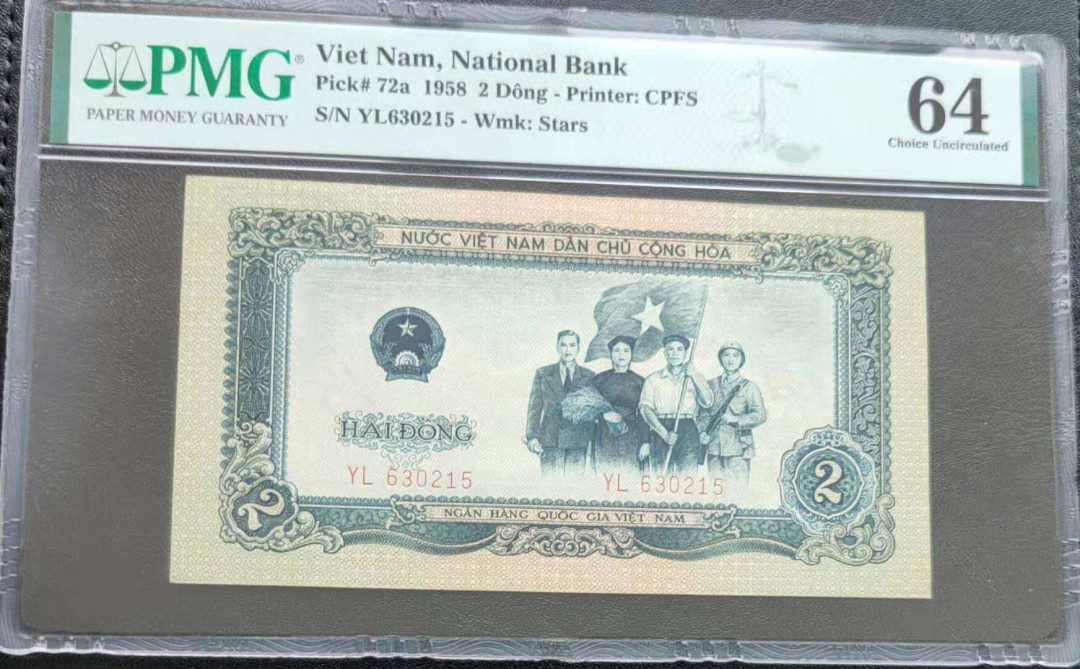 PMG®
PAPER MONEY GUARANTY
Viet Nam, National Bank
Pick# 72a 1958 2 Dông - Printer: CPFS
S/N YL630215 - Wmk: Stars
64
Choice Uncirculated
NƯỚC VIỆT NAM DÂN CHỦ CỘNG HÒA
HAI ĐỒNG
YL 630215
YL 630215
2
2
NGÂN HÀNG QUỐC GIA VIỆT NAM